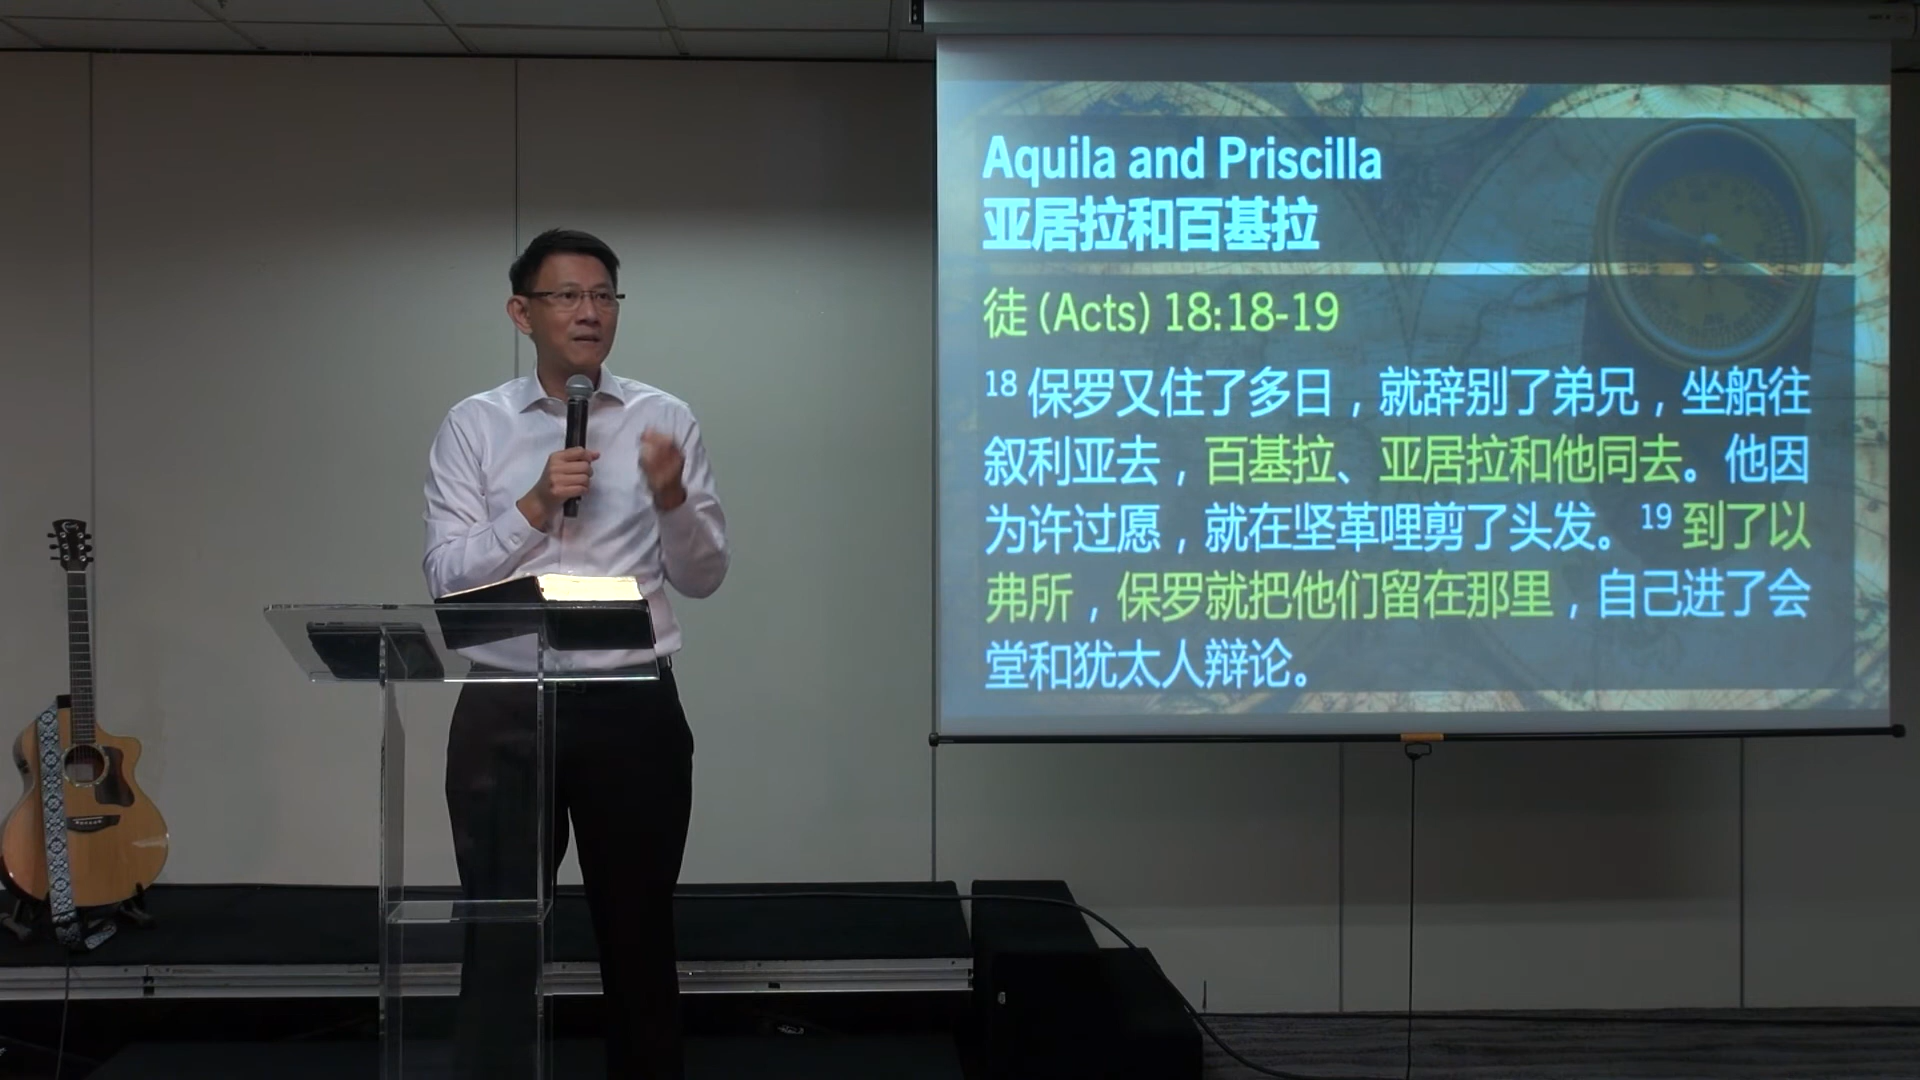 Aquila and Priscilla
亚居拉和百基拉
徒 (Acts) 18:18-19
18 保罗又住了多日，就辞别了弟兄，坐船往
叙利亚去，百基拉、亚居拉和他同去。他因
为许过愿，就在坚革哩剪了头发。19 到了以
弗所，保罗就把他们留在那里，自己进了会
堂和犹太人辩论。